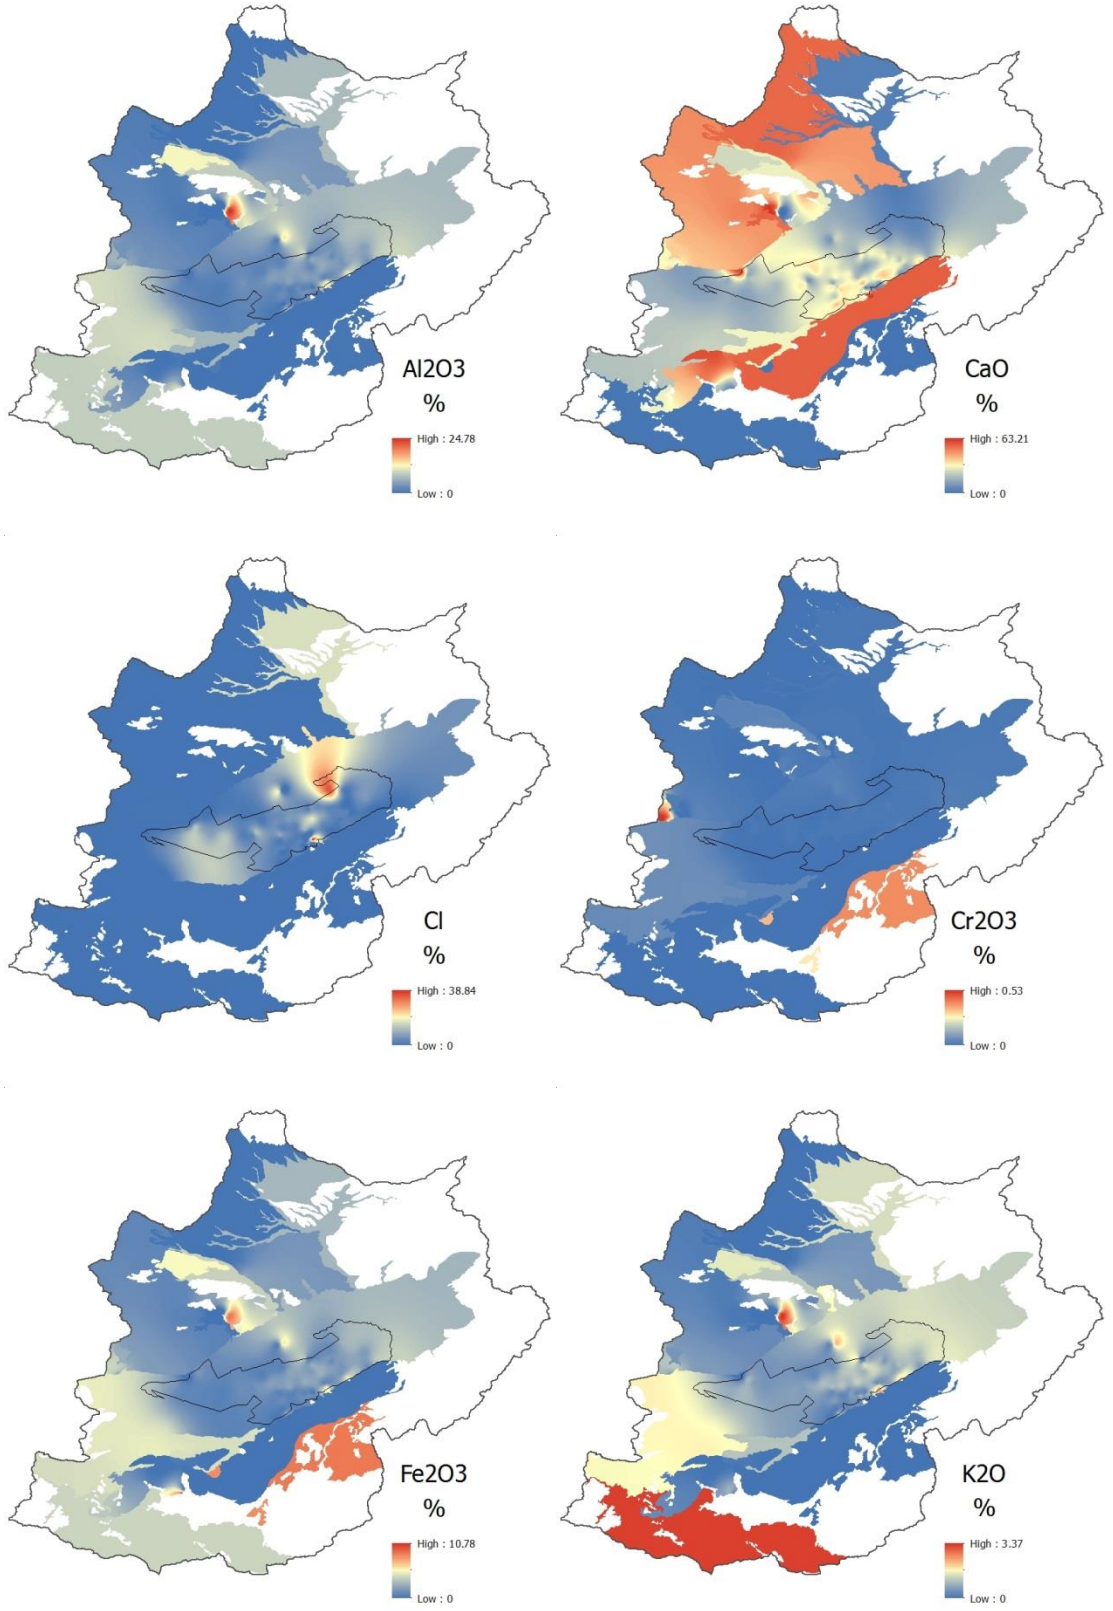 Al2O3
%
High : 24.78
Low : 0
CaO
%
High : 63.21
Low : 0
Cl
%
High : 38.84
Low : 0
Cr2O3
%
High : 0.53
Low : 0
Fe2O3
%
High : 10.78
Low : 0
K2O
%
High : 3.37
Low : 0